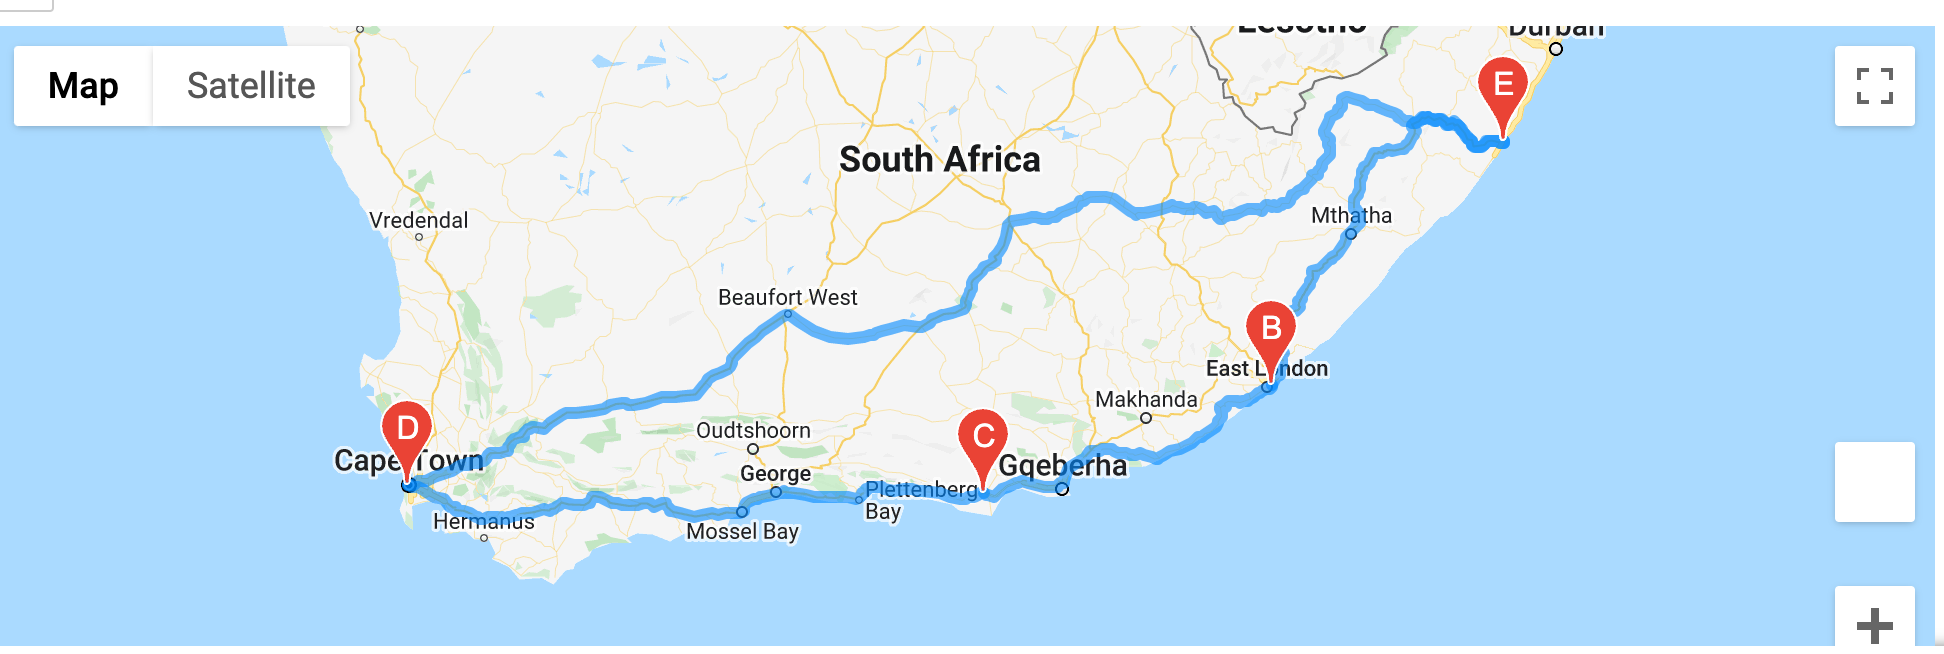 Lesotho
Durban
Map
Satellite
E
South Africa
Vredendal
Mthatha
Beaufort West
B
East London
Makhanda
D
C
Oudtshoorn
Cape Town
George
Gqeberha
Plettenberg
Bay
Hermanus
Mossel Bay